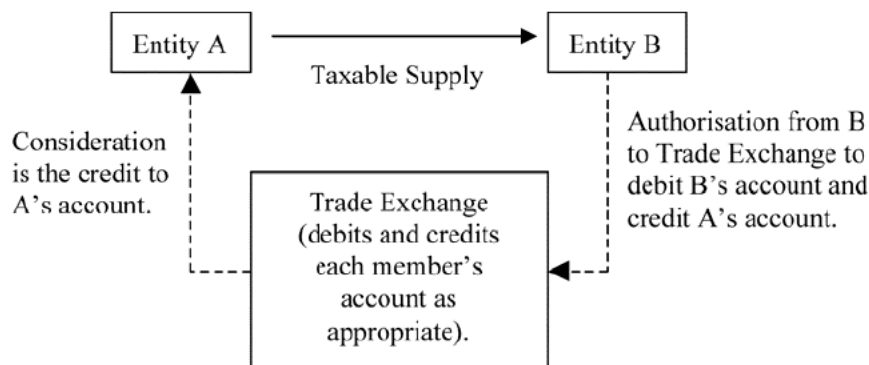 Entity A
Entity B
Taxable Supply
Consideration
is the credit to
A's account.
Authorisation from B
to Trade Exchange to
debit B's account and
credit A's account.
Trade Exchange
(debits and credits
each member's
account as
appropriate).